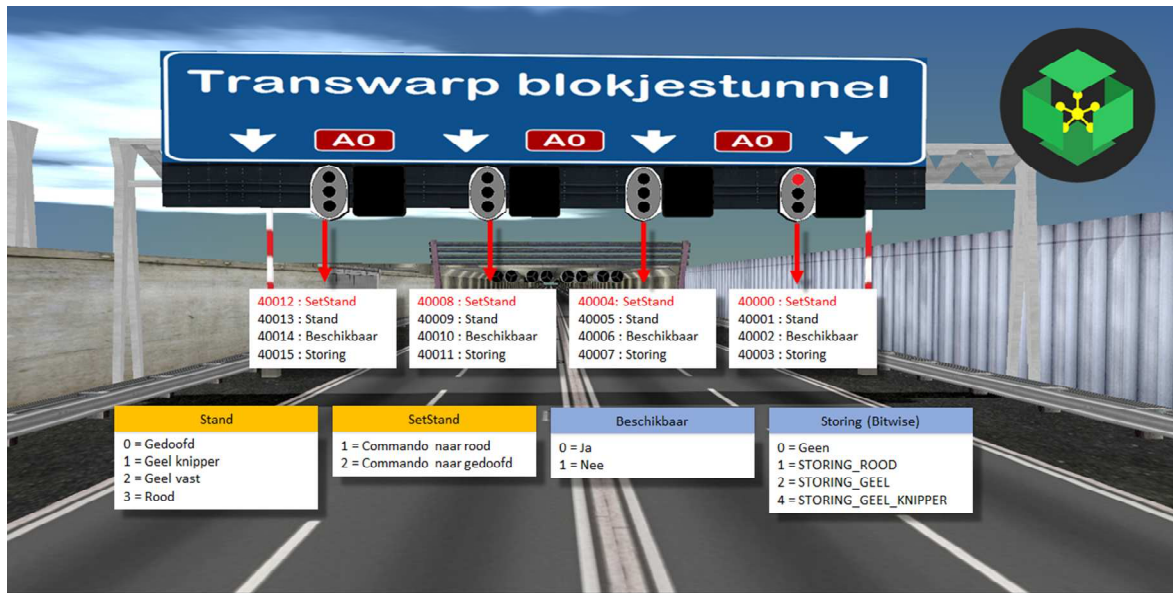 Transwarp blokjestunnel
A0 A0 A0
40012 : SetStand
40013 : Stand
40014 : Beschikbaar
40015 : Storing
40008 : SetStand
40009 : Stand
40010 : Beschikbaar
40011 : Storing
40004: SetStand
40005 : Stand
40006 : Beschikbaar
40007 : Storing
40000 : SetStand
40001 : Stand
40002 : Beschikbaar
40003 : Storing
Stand
0 = Gedoofd
1 = Geel knipper
2 = Geel vast
3 = Rood
SetStand
1 = Commando naar rood
2 = Commando naar gedoofd
Beschikbaar
0 = Ja
1 = Nee
Storing (Bitwise)
0 = Geen
1 = STORING_ROOD
2 = STORING_GEEL
4 = STORING_GEEL_KNIPPER